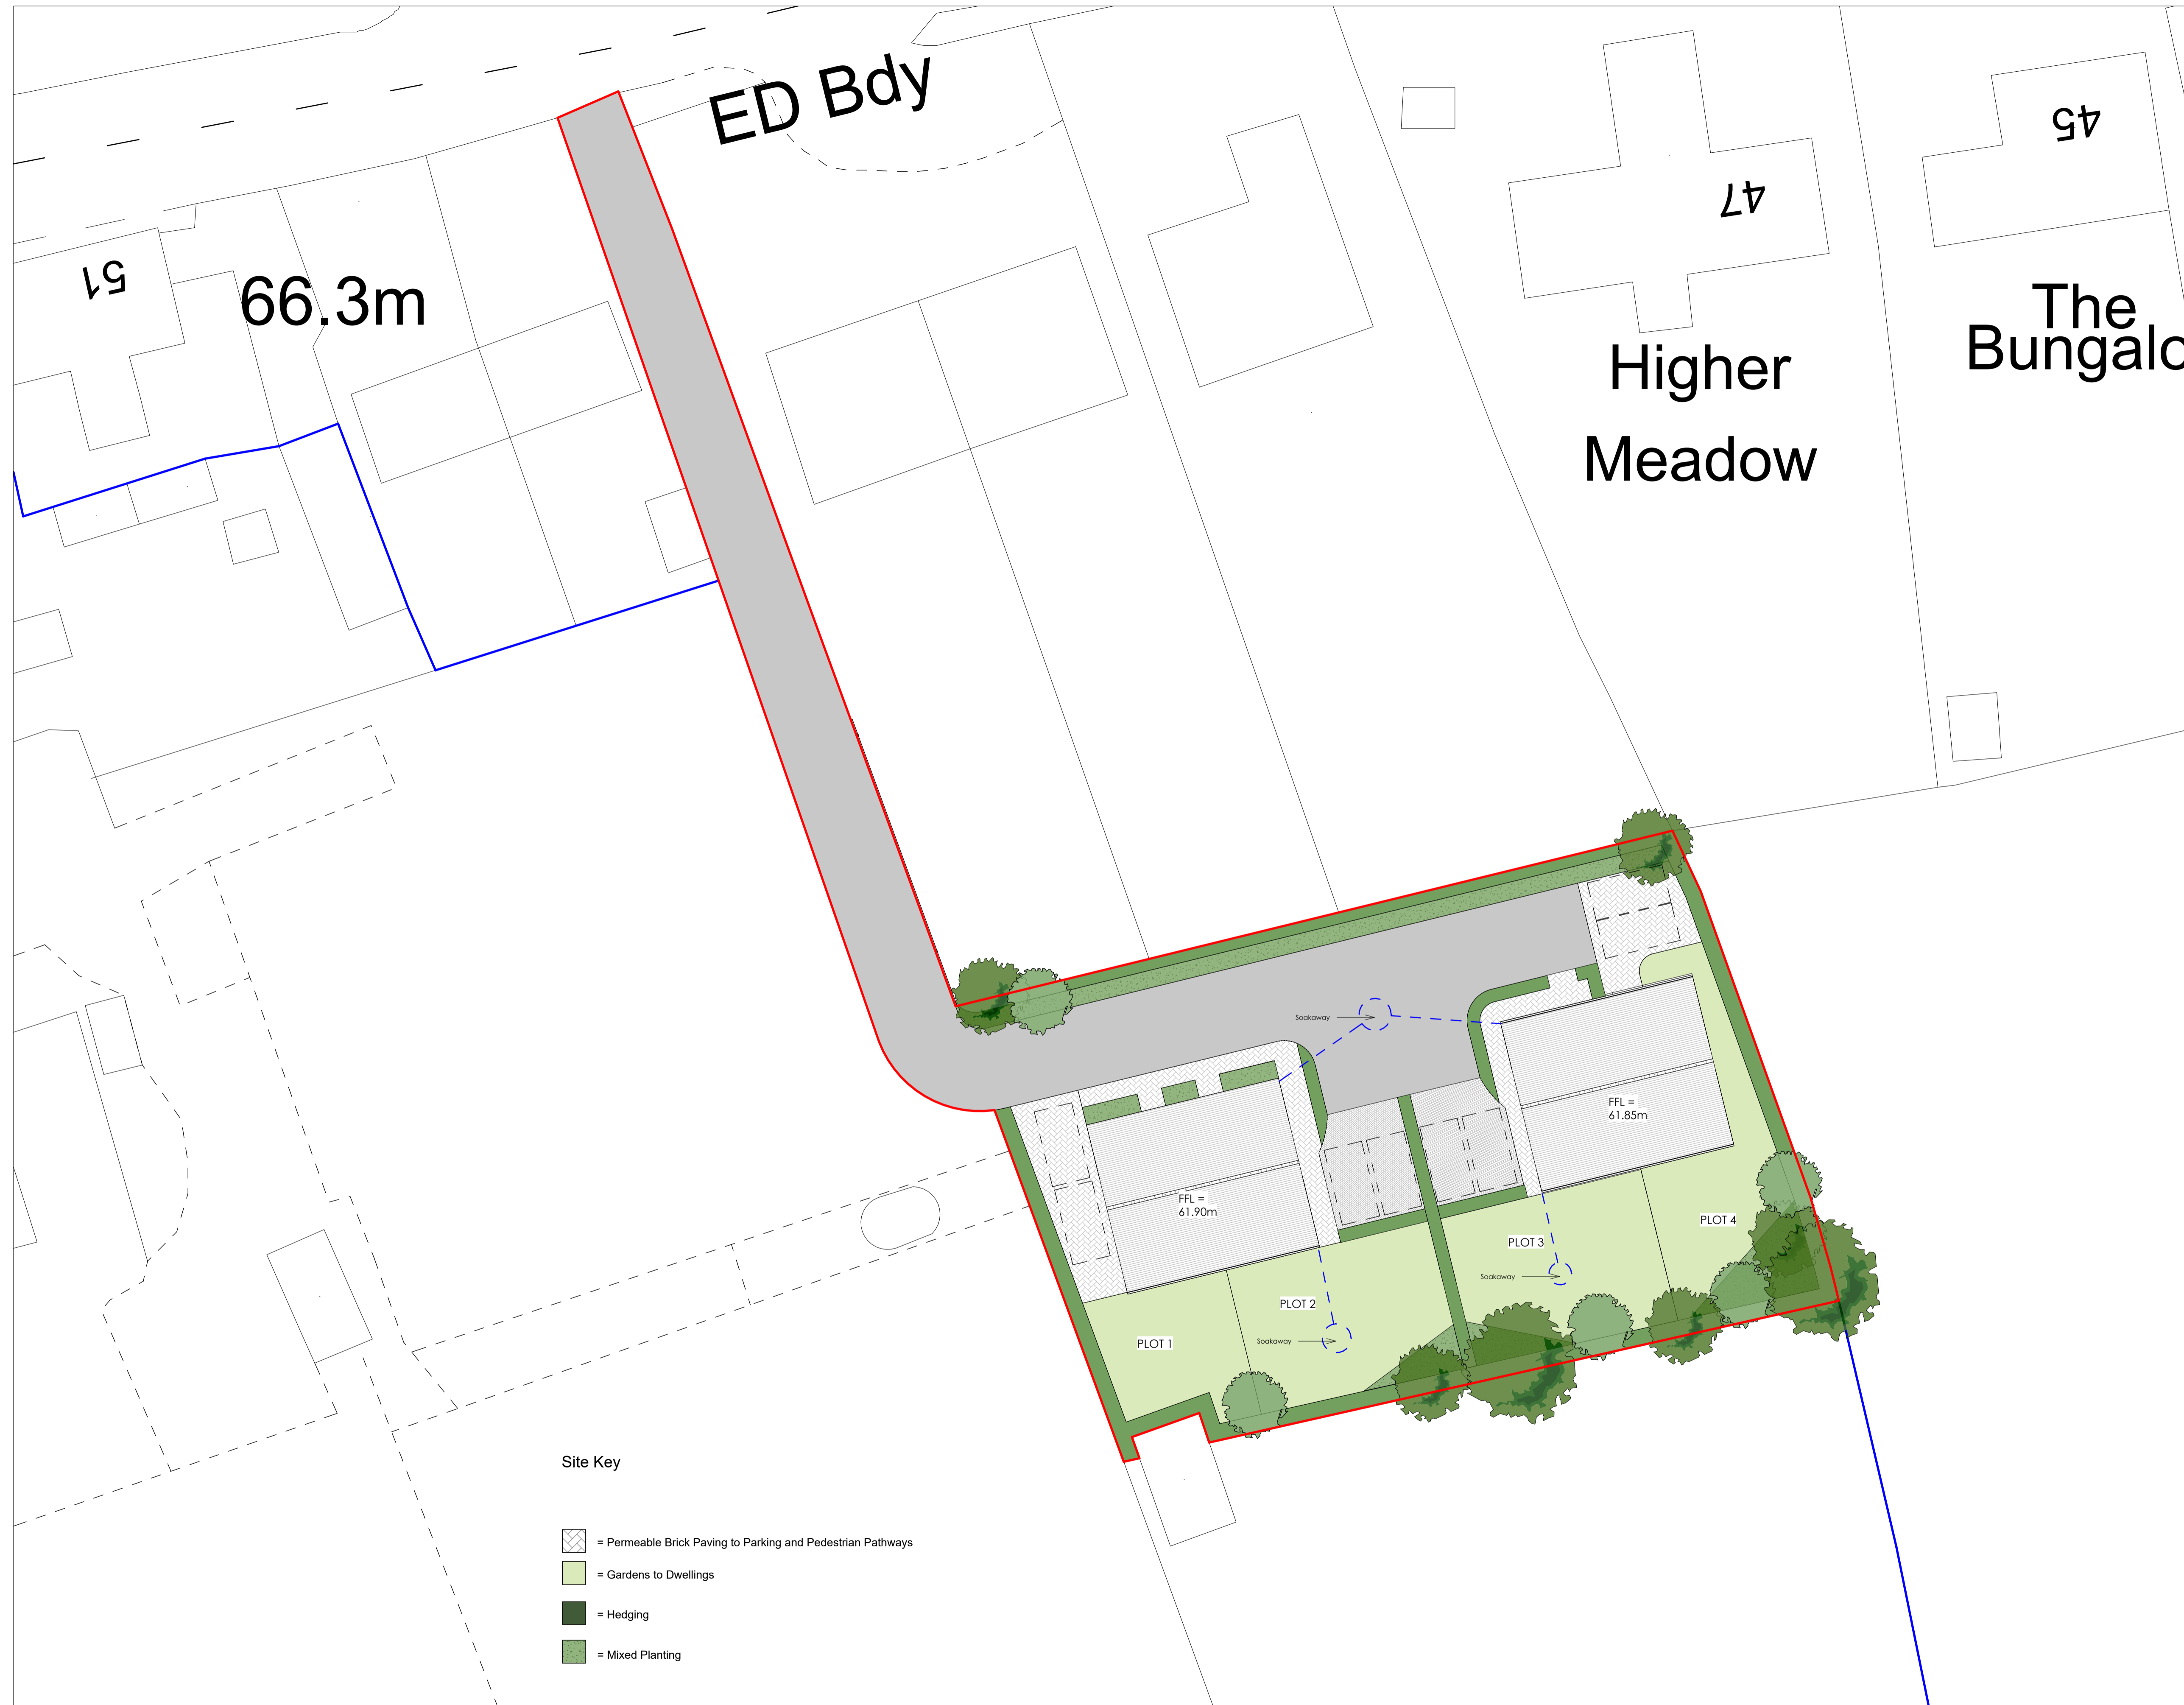 ED Bdy
45
47
51
66.3m
The
Bungalo
Higher
Meadow
Soakaway
FFL =
61.85m
FFL =
61.90m
PLOT 4
PLOT 3
Soakaway
PLOT 2
Soakaway
PLOT 1
Site Key
= Permeable Brick Paving to Parking and Pedestrian Pathways
= Gardens to Dwellings
= Hedging
= Mixed Planting